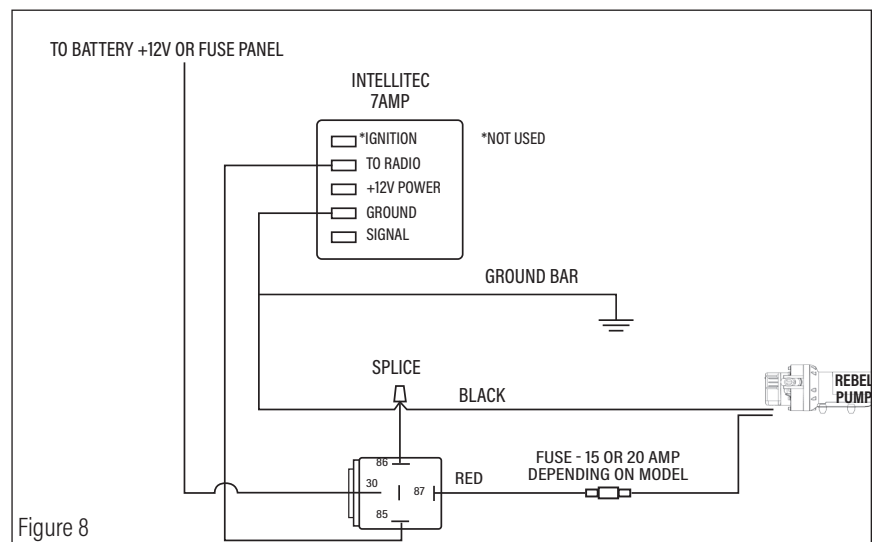 TO BATTERY +12V OR FUSE PANEL
INTELLITEC
7AMP
*IGNITION
*NOT USED
TO RADIO
+12V POWER
GROUND
SIGNAL
GROUND BAR
SPLICE
BLACK
REBEL
PUMP
86
30
87
85
RED
FUSE - 15 OR 20 AMP
DEPENDING ON MODEL
Figure 8